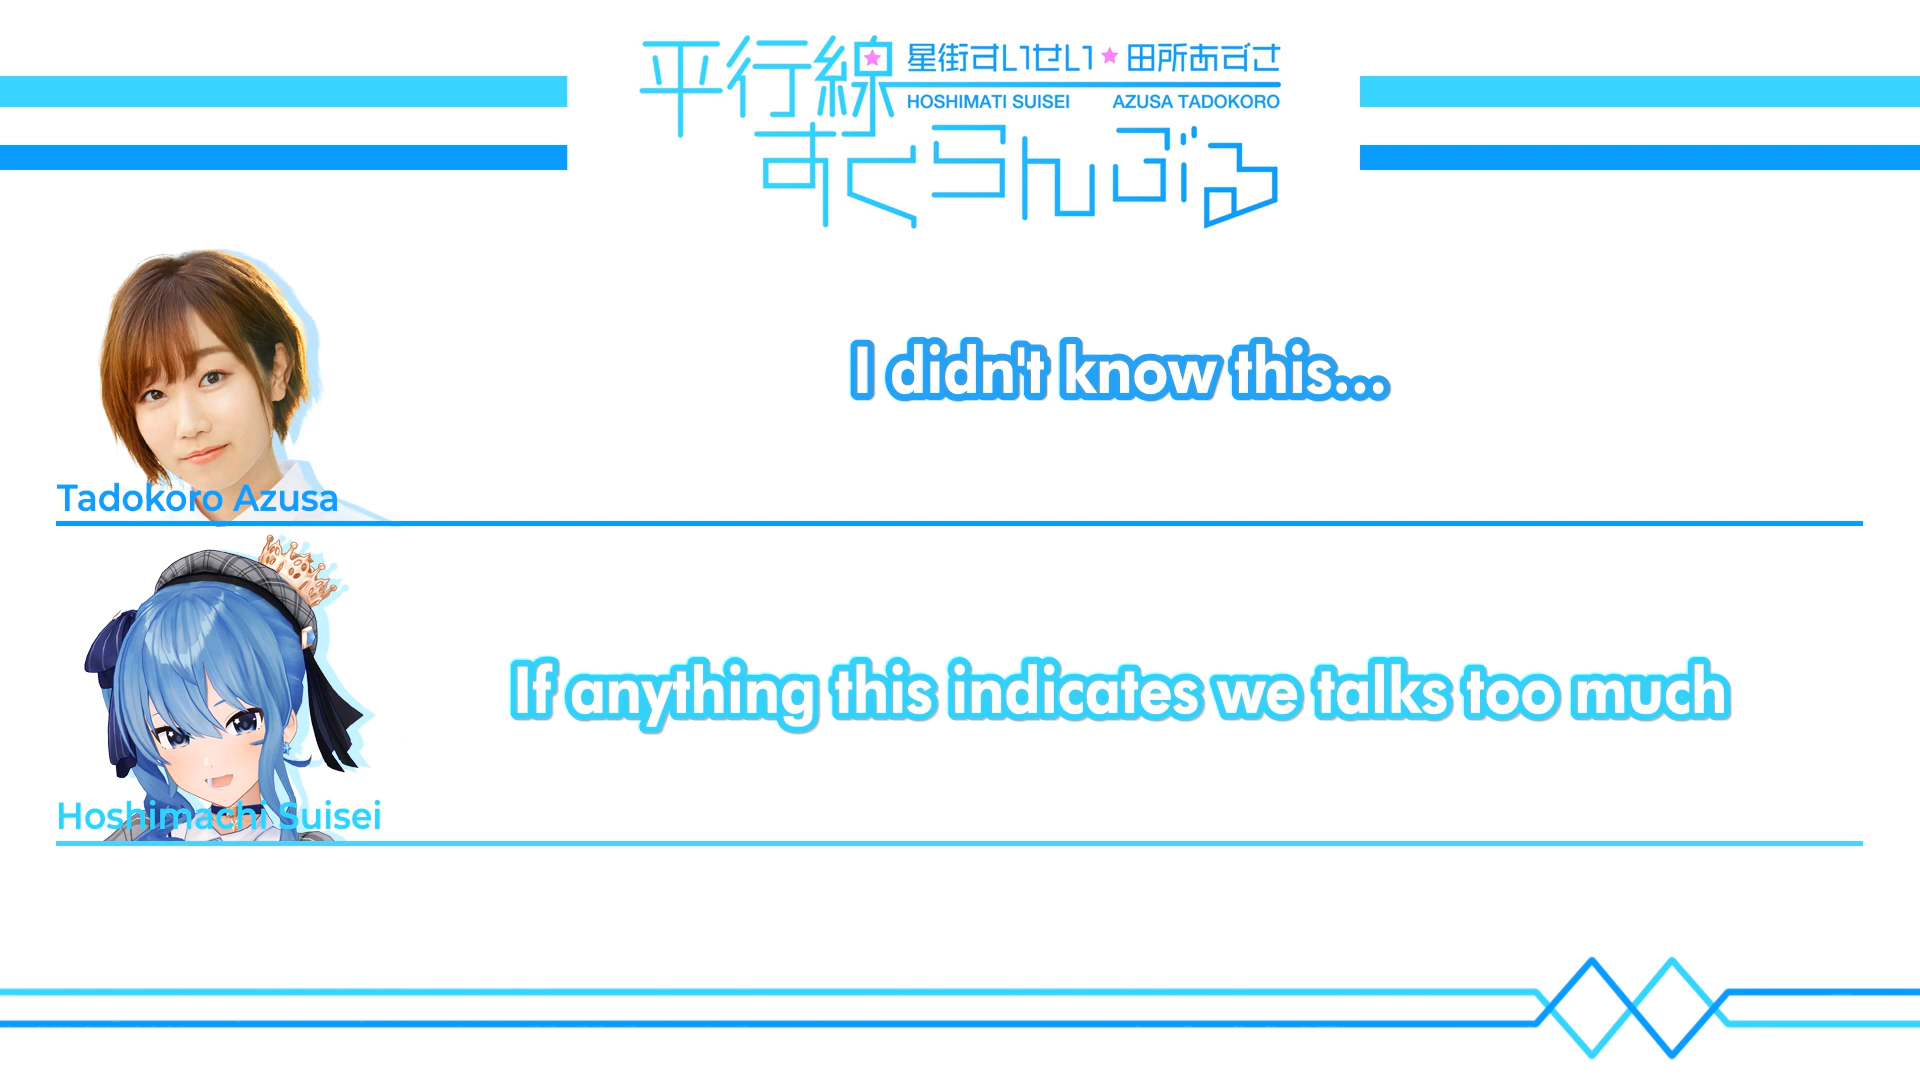 平行線
星街すいせい★田所あずさ
HOSHIMATI SUISEI AZUSA TADOKORO
すくらんぶる
I didn't know this...
Tadokoro Azusa
If anything this indicates we talks too much
Hoshimachi Suisei